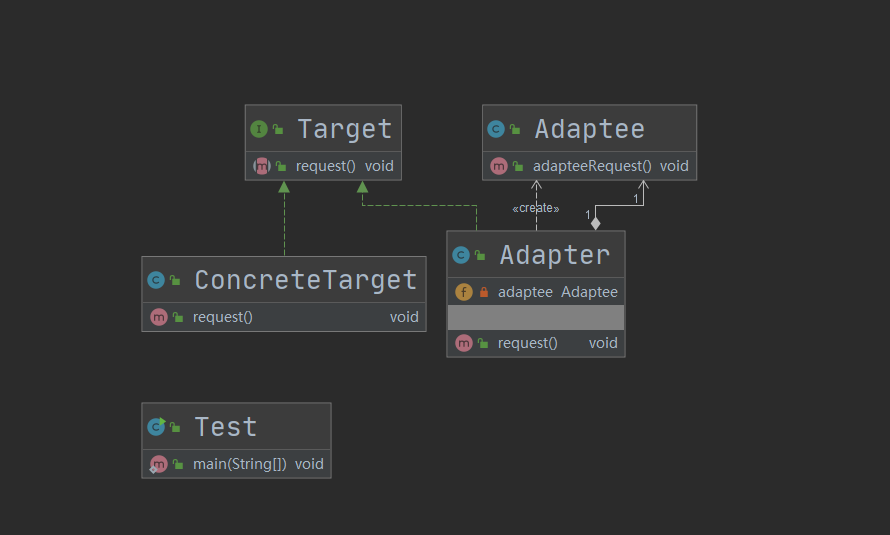 I Target
m request() void
C Adaptee
m adapteeRequest() void
«create»
1
1
C ConcreteTarget
m request() void
C Adapter
f adaptee Adaptee
m request() void
C Test
m main(String[]) void